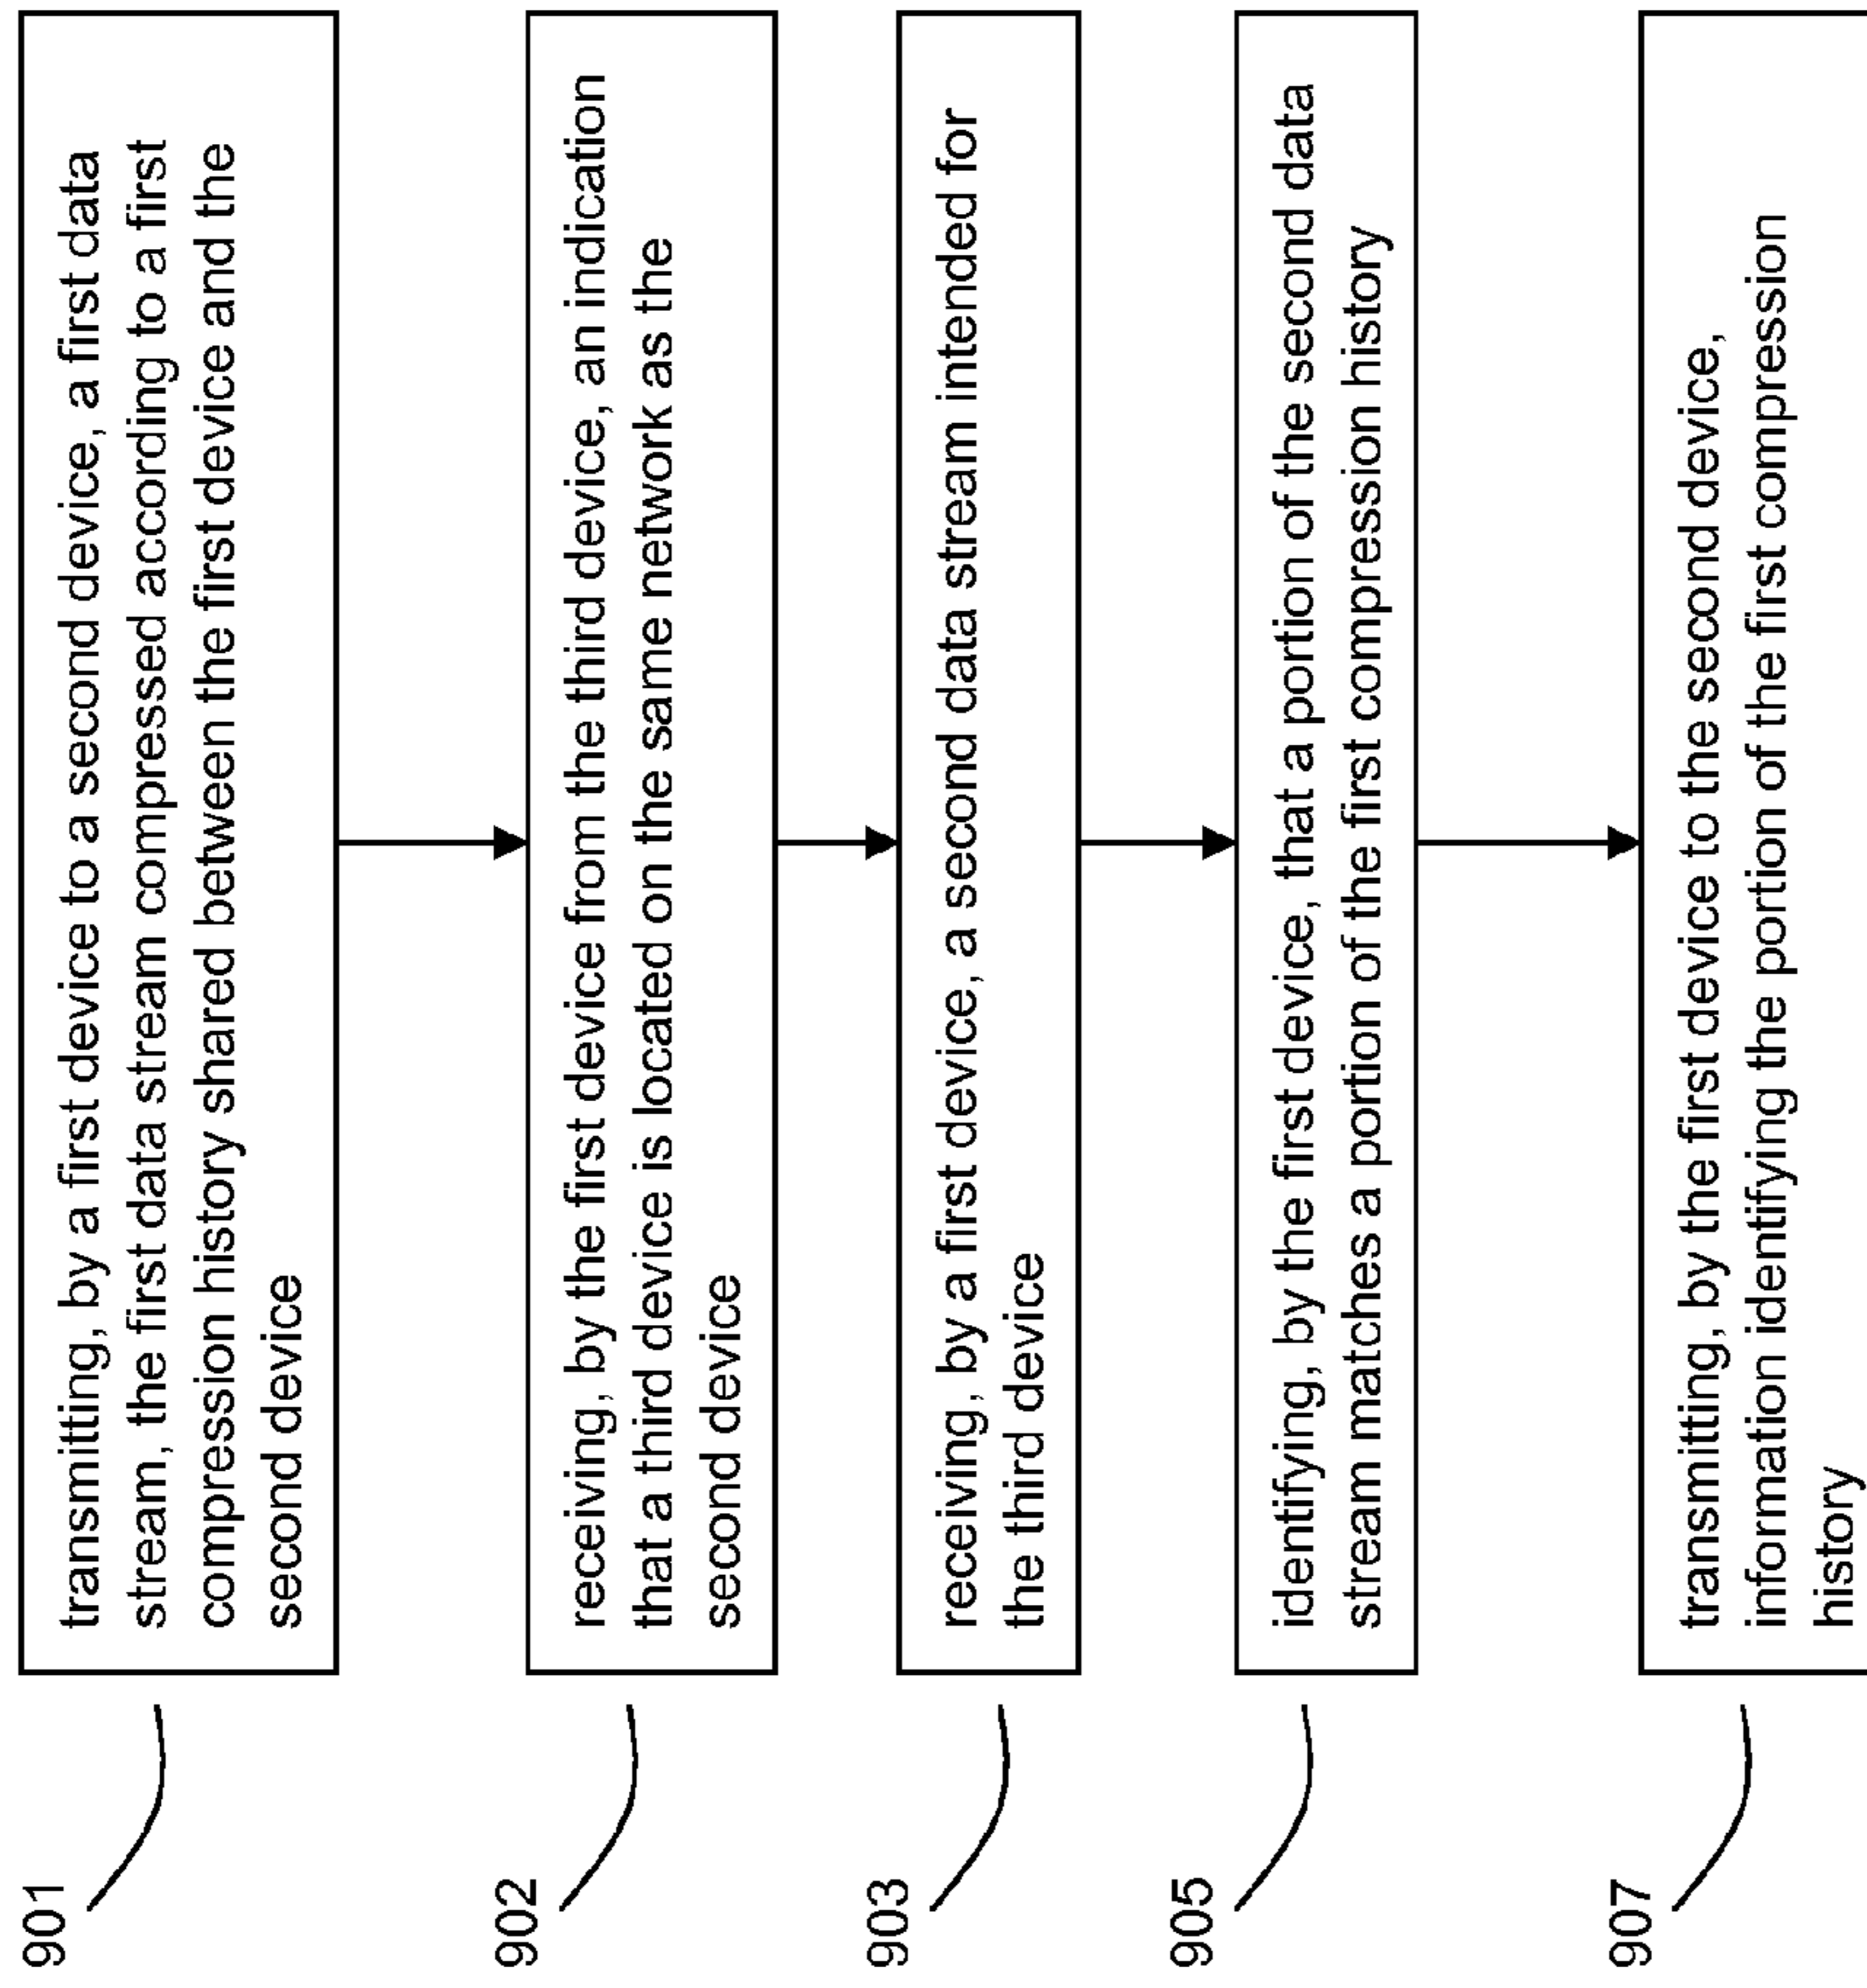 901
transmitting, by a first device to a second device, a first data
stream, the first data stream compressed according to a first
compression history shared between the first device and the
second device
902
receiving, by the first device from the third device, an indication
that a third device is located on the same network as the
second device
903
receiving, by a first device, a second data stream intended for
the third device
905
identifying, by the first device, that a portion of the second data
stream matches a portion of the first compression history
907
transmitting, by the first device to the second device,
information identifying the portion of the first compression
history